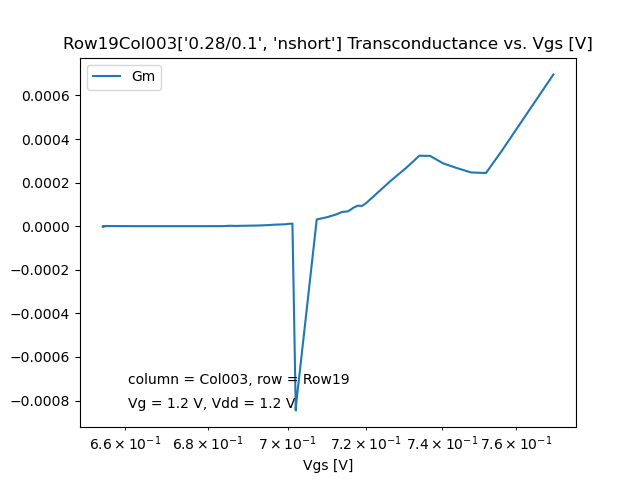 Row19Col003['0.28/0.1', 'nshort'] Transconductance vs. Vgs [V]
Gm
0.0006
0.0004
0.0002
0.0000
−0.0002
−0.0004
−0.0006
−0.0008
column = Col003, row = Row19
Vg = 1.2 V, Vdd = 1.2 V
6.6 × 10⁻¹ 6.8 × 10⁻¹ 7 × 10⁻¹ 7.2 × 10⁻¹ 7.4 × 10⁻¹ 7.6 × 10⁻¹
Vgs [V]